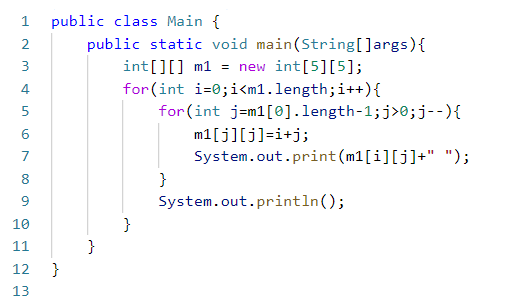 1 public class Main {
2     public static void main(String[]args){
3         int[][] m1 = new int[5][5];
4         for(int i=0;i<m1.length;i++){
5             for(int j=m1[0].length-1;j>0;j--){
6                 m1[j][j]=i+j;
7                 System.out.print(m1[i][j]+" ");
8             }
9             System.out.println();
10         }
11     }
12 }
13